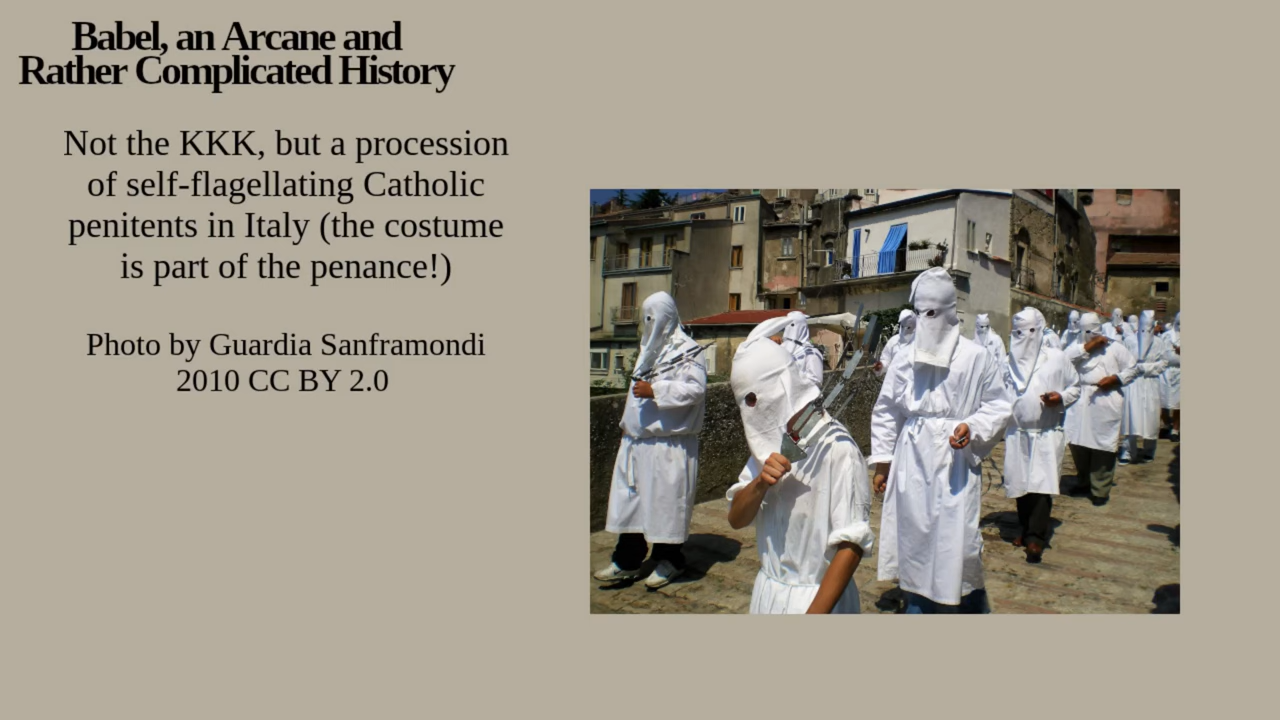 Babel, an Arcane and
Rather Complicated History
Not the KKK, but a procession
of self-flagellating Catholic
penitents in Italy (the costume
is part of the penance!)
Photo by Guardia Sanframondi
2010 CC BY 2.0